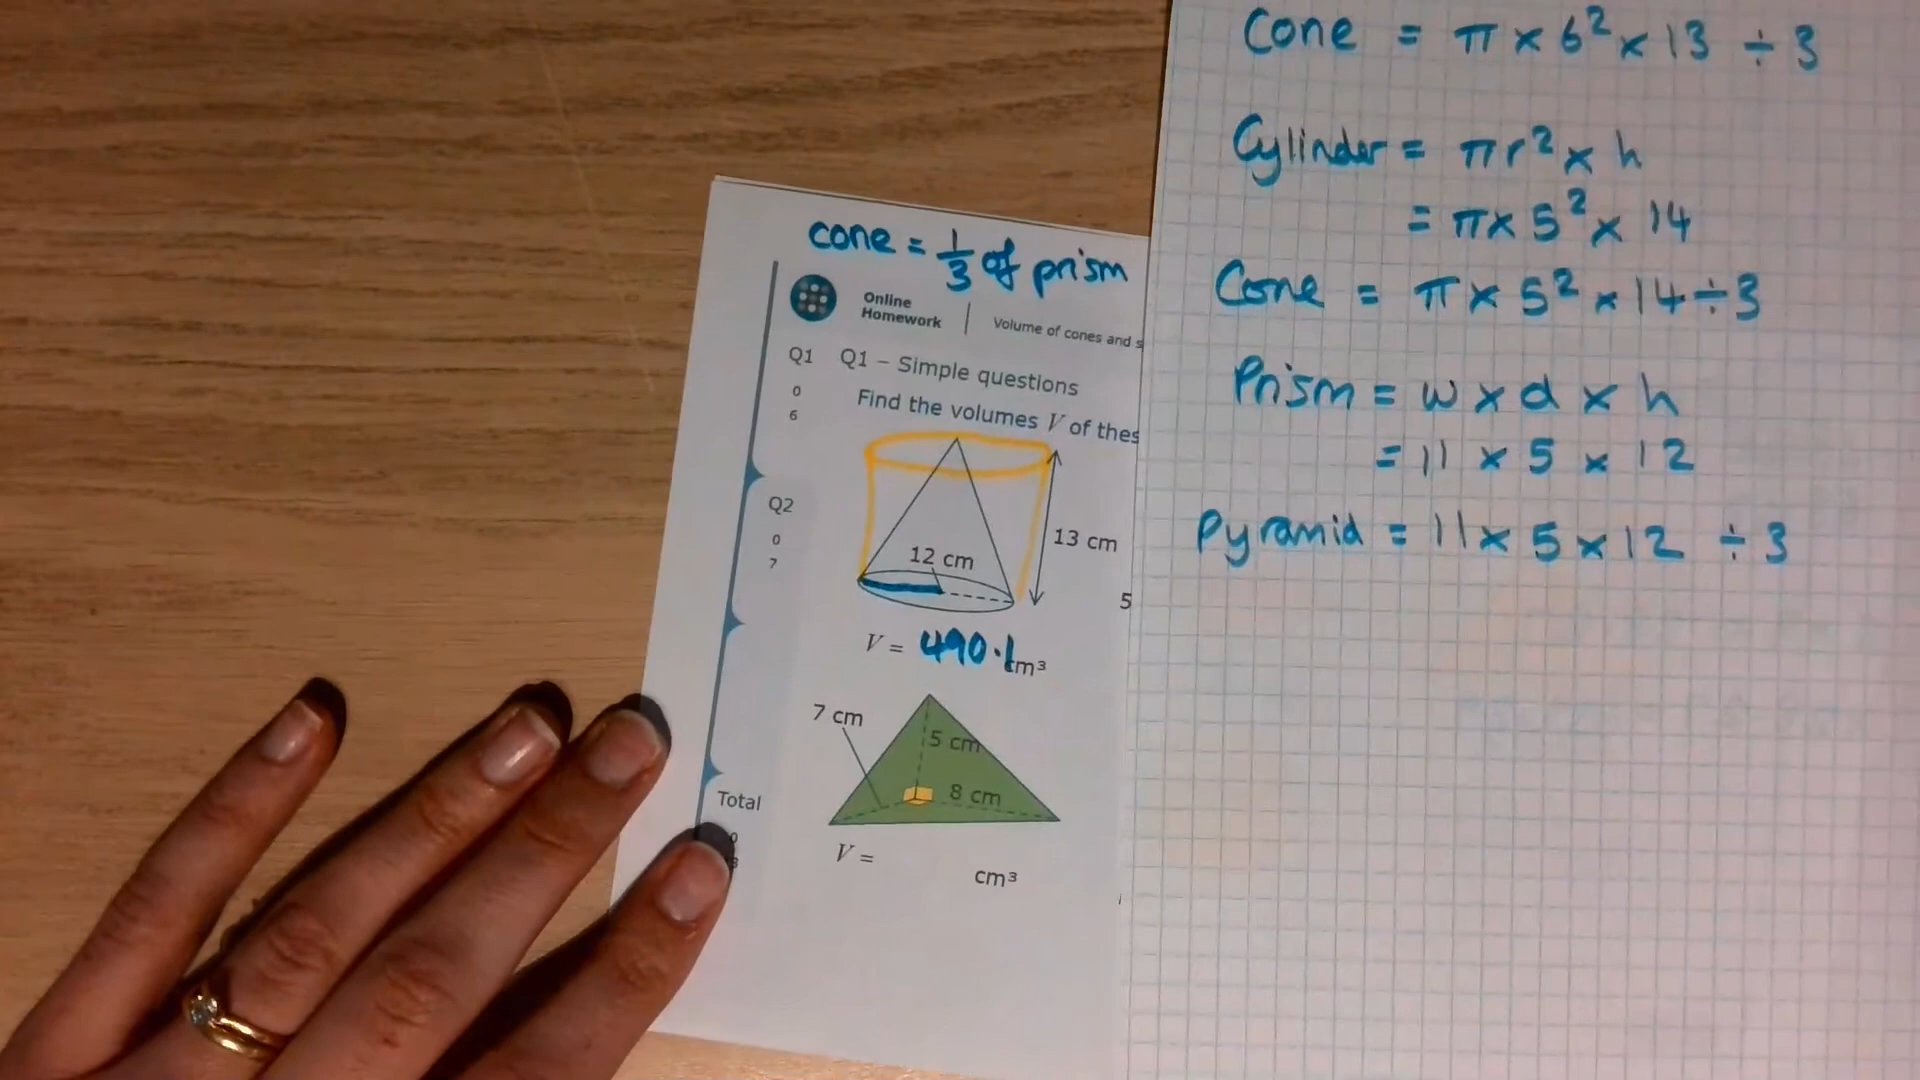 cone = 1/3 of prism
Online
Homework
Volume of cones and s
Q1
0
6
Q1 – Simple questions
Find the volumes V of thes
12 cm
13 cm
5
V = 490.1cm³
Q2
0
7
7 cm
5 cm
8 cm
V = cm³
Total
0
Cone = π × 6² × 13 ÷ 3
Cylinder = πr² × h
= π × 5² × 14
Cone = π × 5² × 14 ÷ 3
Prism = w × d × h
= 11 × 5 × 12
Pyramid = 11 × 5 × 12 ÷ 3